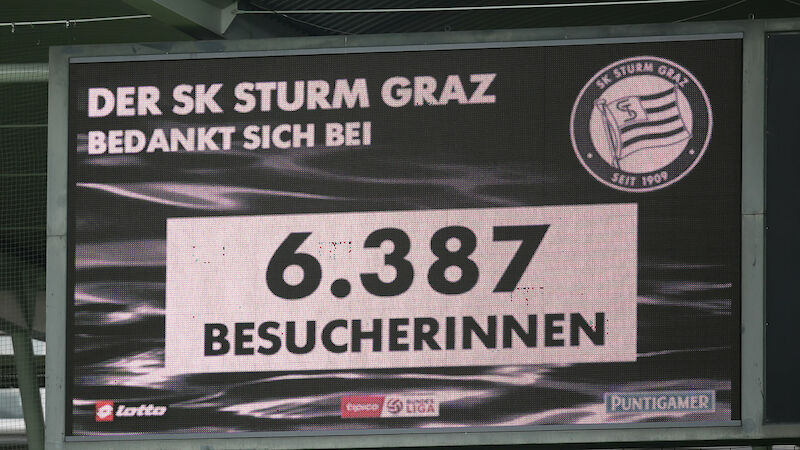 DER SK STURM GRAZ
BEDANKT SICH BEI
SK STURM GRAZ
SEIT 1909
6.387
BESUCHERINNEN
lotto
tipico
BUNDES
LIGA
PUNTIGAMER